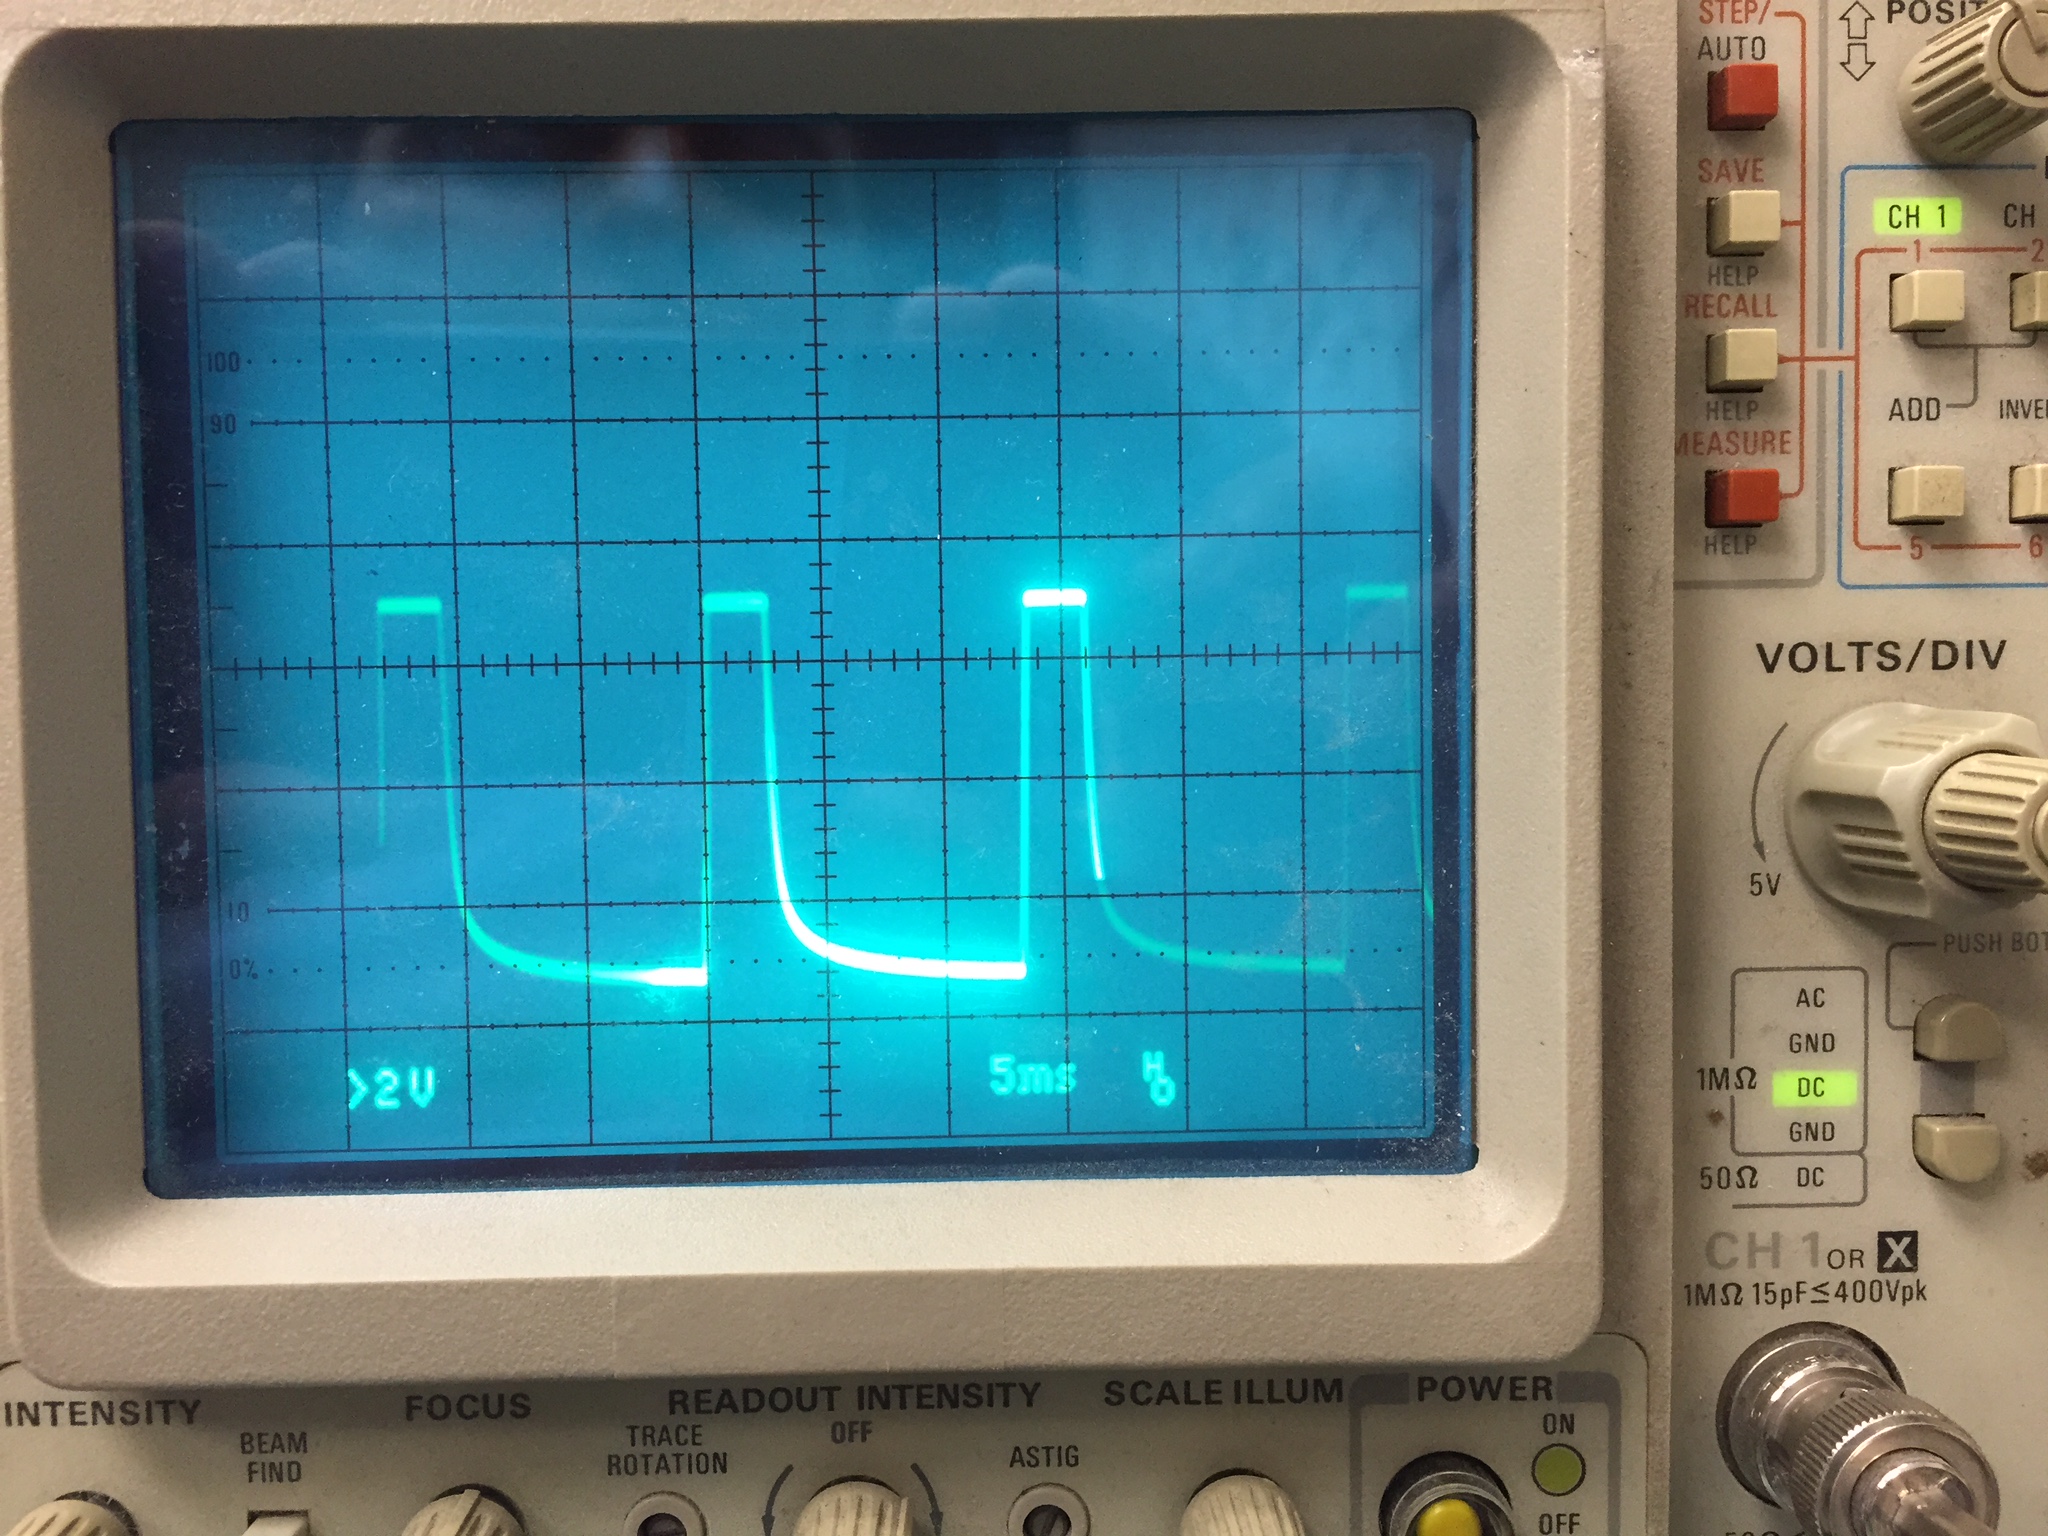 100
90
10
0%
>2V
5ms
STEP/
AUTO
SAVE
HELP
RECALL
HELP
MEASURE
HELP
POSIT
CH 1
CH
1
2
ADD
INVE
5
6
VOLTS/DIV
5V
PUSH BOT
AC
GND
1MΩ DC
GND
50Ω DC
CH 1 OR X
1MΩ 15pF≤400Vpk
INTENSITY
BEAM
FIND
FOCUS
TRACE
ROTATION
READOUT INTENSITY
OFF
ASTIG
SCALE ILLUM
POWER
ON
OFF